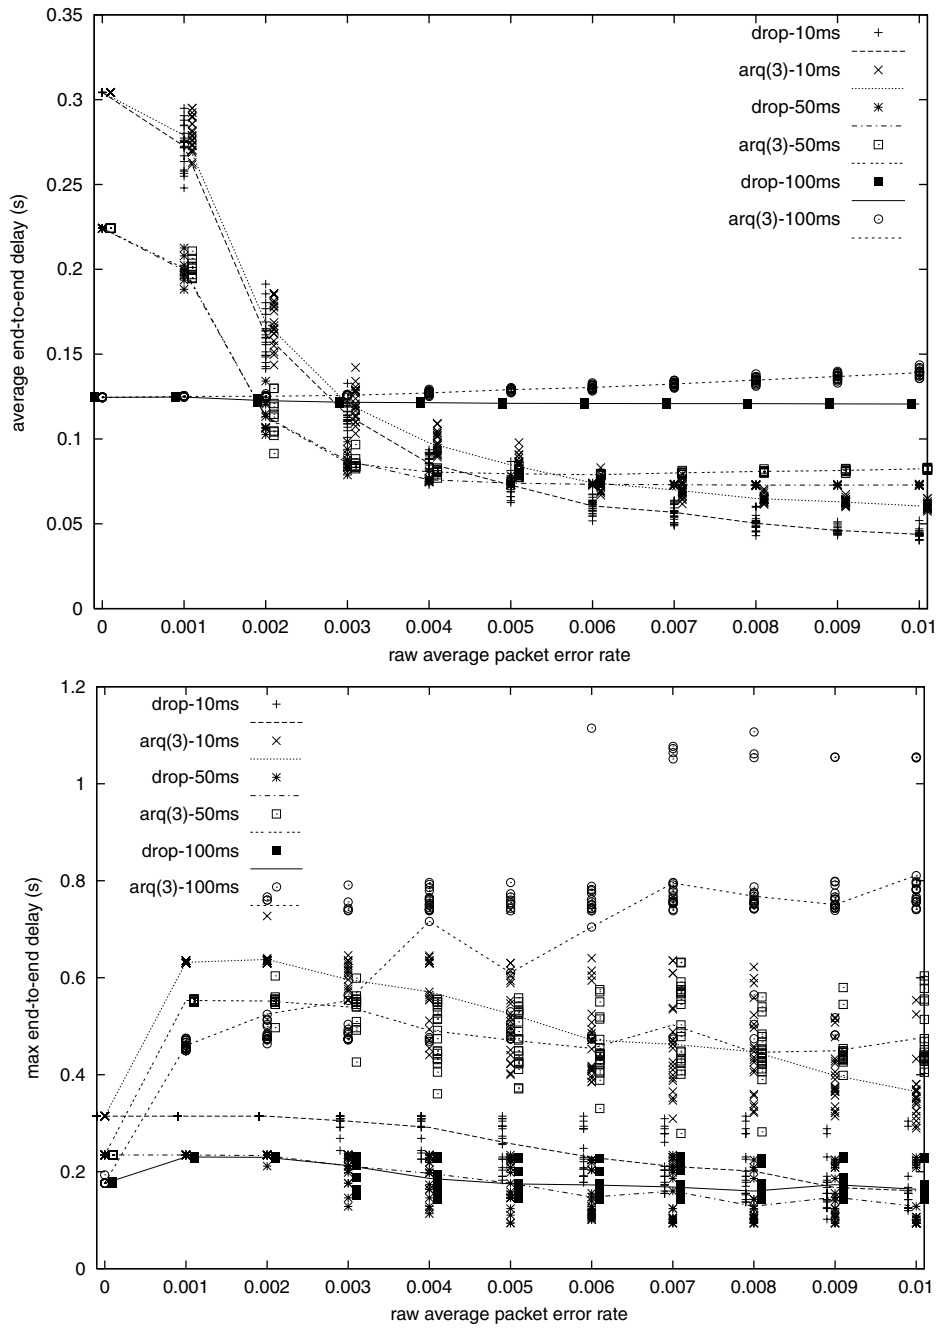 0.35
0.3
0.25
0.2
0.15
0.1
0.05
0
average end-to-end delay (s)
drop-10ms
arq(3)-10ms
drop-50ms
arq(3)-50ms
drop-100ms
arq(3)-100ms
0 0.001 0.002 0.003 0.004 0.005 0.006 0.007 0.008 0.009 0.01
raw average packet error rate
1.2
1
0.8
0.6
0.4
0.2
0
max end-to-end delay (s)
drop-10ms
arq(3)-10ms
drop-50ms
arq(3)-50ms
drop-100ms
arq(3)-100ms
0 0.001 0.002 0.003 0.004 0.005 0.006 0.007 0.008 0.009 0.01
raw average packet error rate